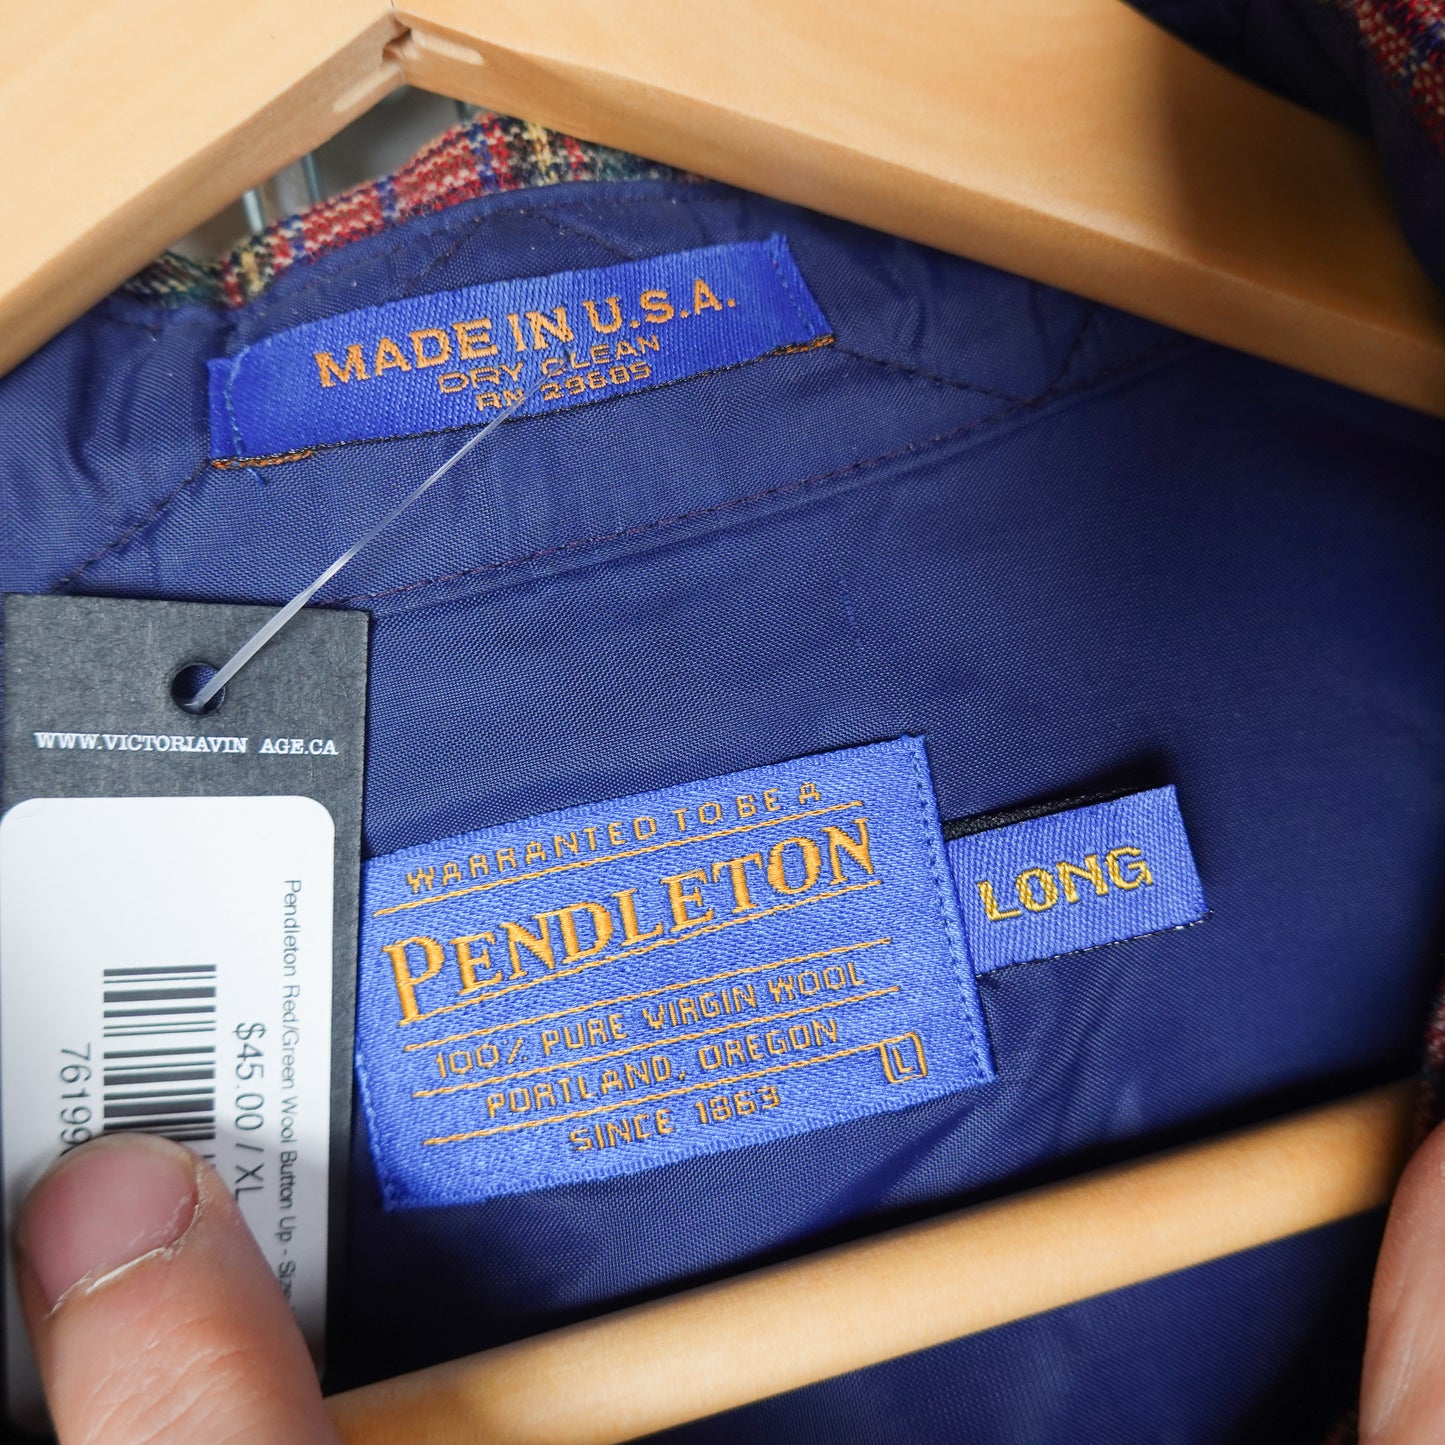 MADE IN U.S.A.
DRY CLEAN
RN 29685
WWW.VICTORIAVIN AGE.CA
Pendleton Red/Green Wool Button Up - Size
$45.00 / XL
WARRANTED TO BE A
PENDLETON
100% PURE VIRGIN WOOL
PORTLAND, OREGON
SINCE 1863
L
LONG